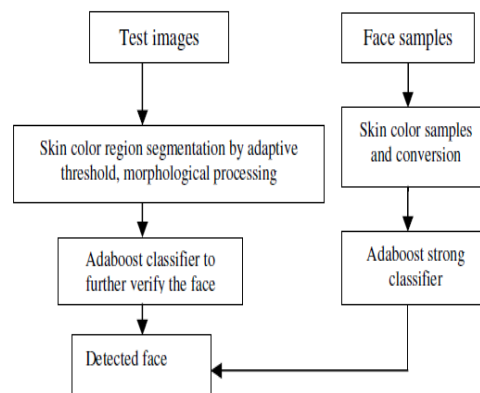 Test images
Face samples
Skin color region segmentation by adaptive
threshold, morphological processing
Skin color samples
and conversion
Adaboost classifier to
further verify the face
Adaboost strong
classifier
Detected face